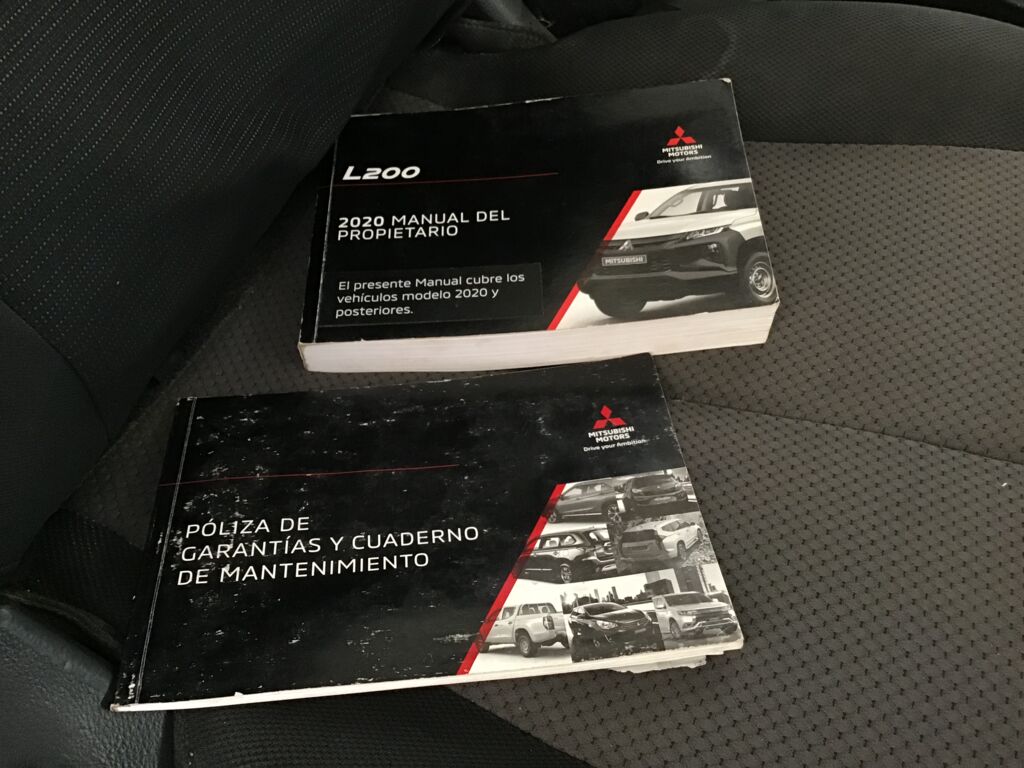 L200
MITSUBISHI
MOTORS
Drive your Ambition
2020 MANUAL DEL
PROPIETARIO
El presente Manual cubre los
vehículos modelo 2020 y
posteriores.
MITSUBISHI
MITSUBISHI
MOTORS
Drive your Ambition
PÓLIZA DE
GARANTÍAS Y CUADERNO
DE MANTENIMIENTO